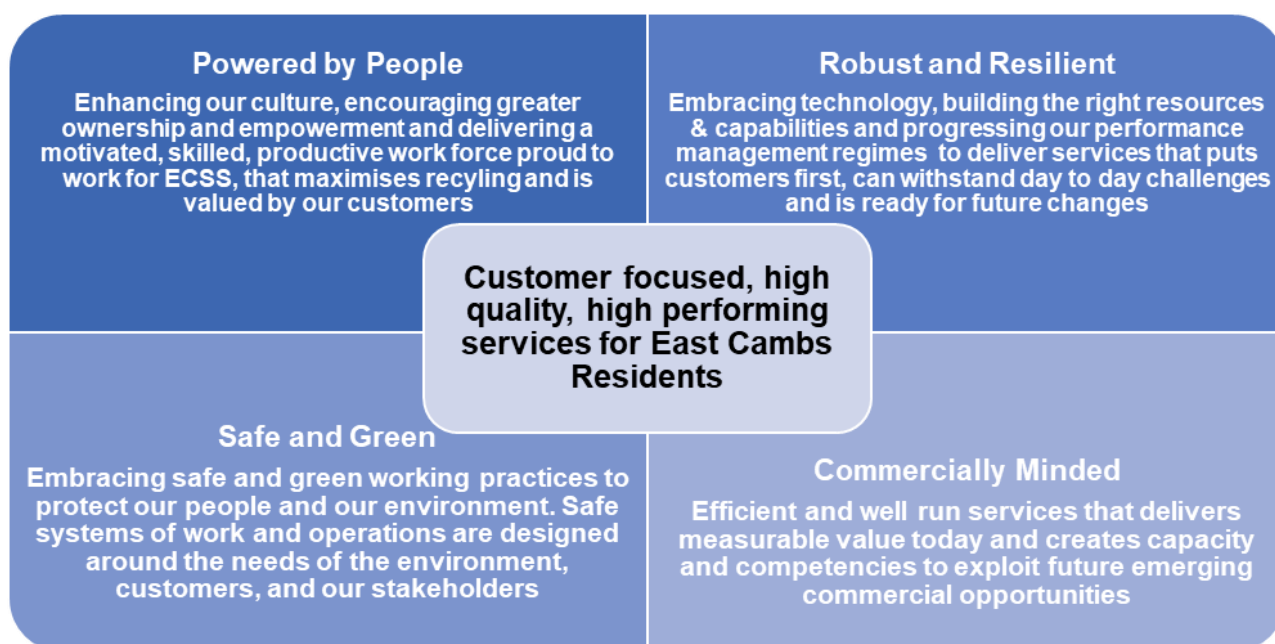 Powered by People
Enhancing our culture, encouraging greater
ownership and empowerment and delivering a
motivated, skilled, productive work force proud to
work for ECSS, that maximises recyling and is
valued by our customers
Robust and Resilient
Embracing technology, building the right resources
& capabilities and progressing our performance
management regimes to deliver services that puts
customers first, can withstand day to day challenges
and is ready for future changes
Customer focused, high
quality, high performing
services for East Cambs
Residents
Safe and Green
Embracing safe and green working practices to
protect our people and our environment. Safe
systems of work and operations are designed
around the needs of the environment,
customers, and our stakeholders
Commercially Minded
Efficient and well run services that delivers
measurable value today and creates capacity
and competencies to exploit future emerging
commercial opportunities